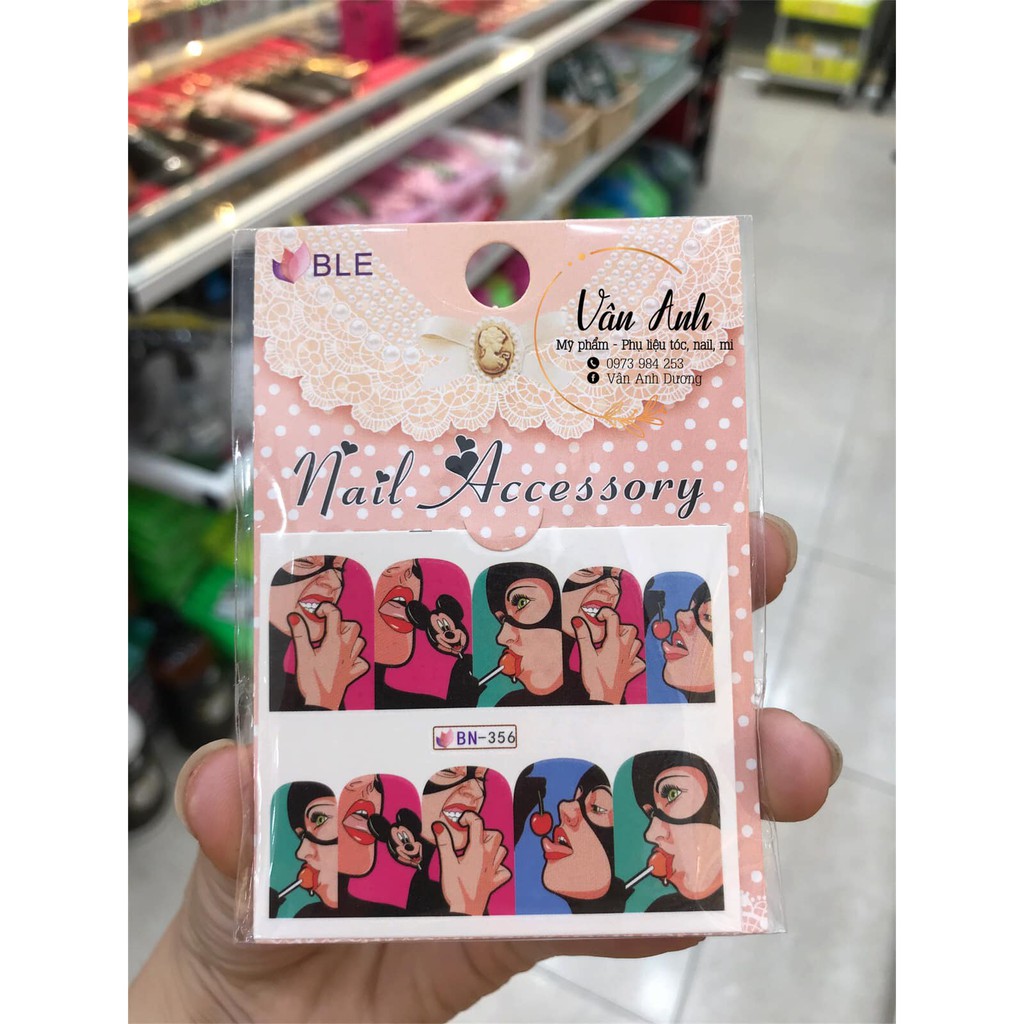 BLE
Vân Anh
Mỹ phẩm - Phụ liệu tóc, nail, mi
0973 984 253
Vân Anh Dương
Nail Accessory
BN-356